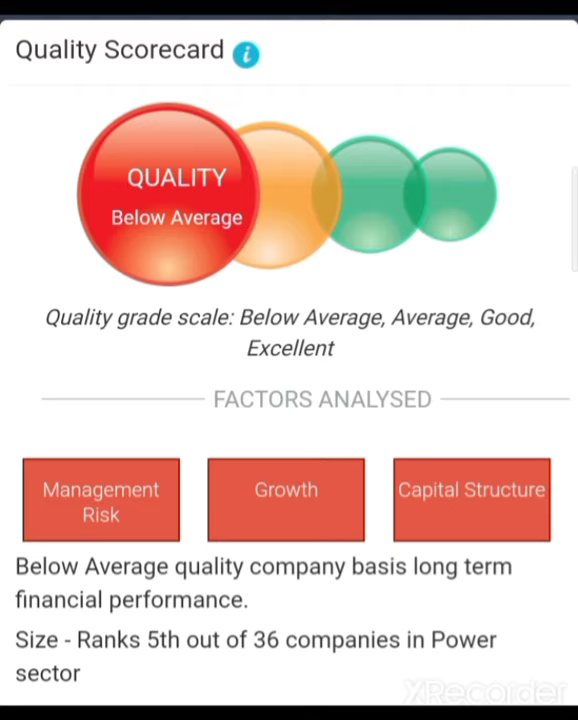 Quality Scorecard i
QUALITY
Below Average
Quality grade scale: Below Average, Average, Good,
Excellent
FACTORS ANALYSED
Management
Risk
Growth
Capital Structure
Below Average quality company basis long term
financial performance.
Size - Ranks 5th out of 36 companies in Power
sector
XRecorder